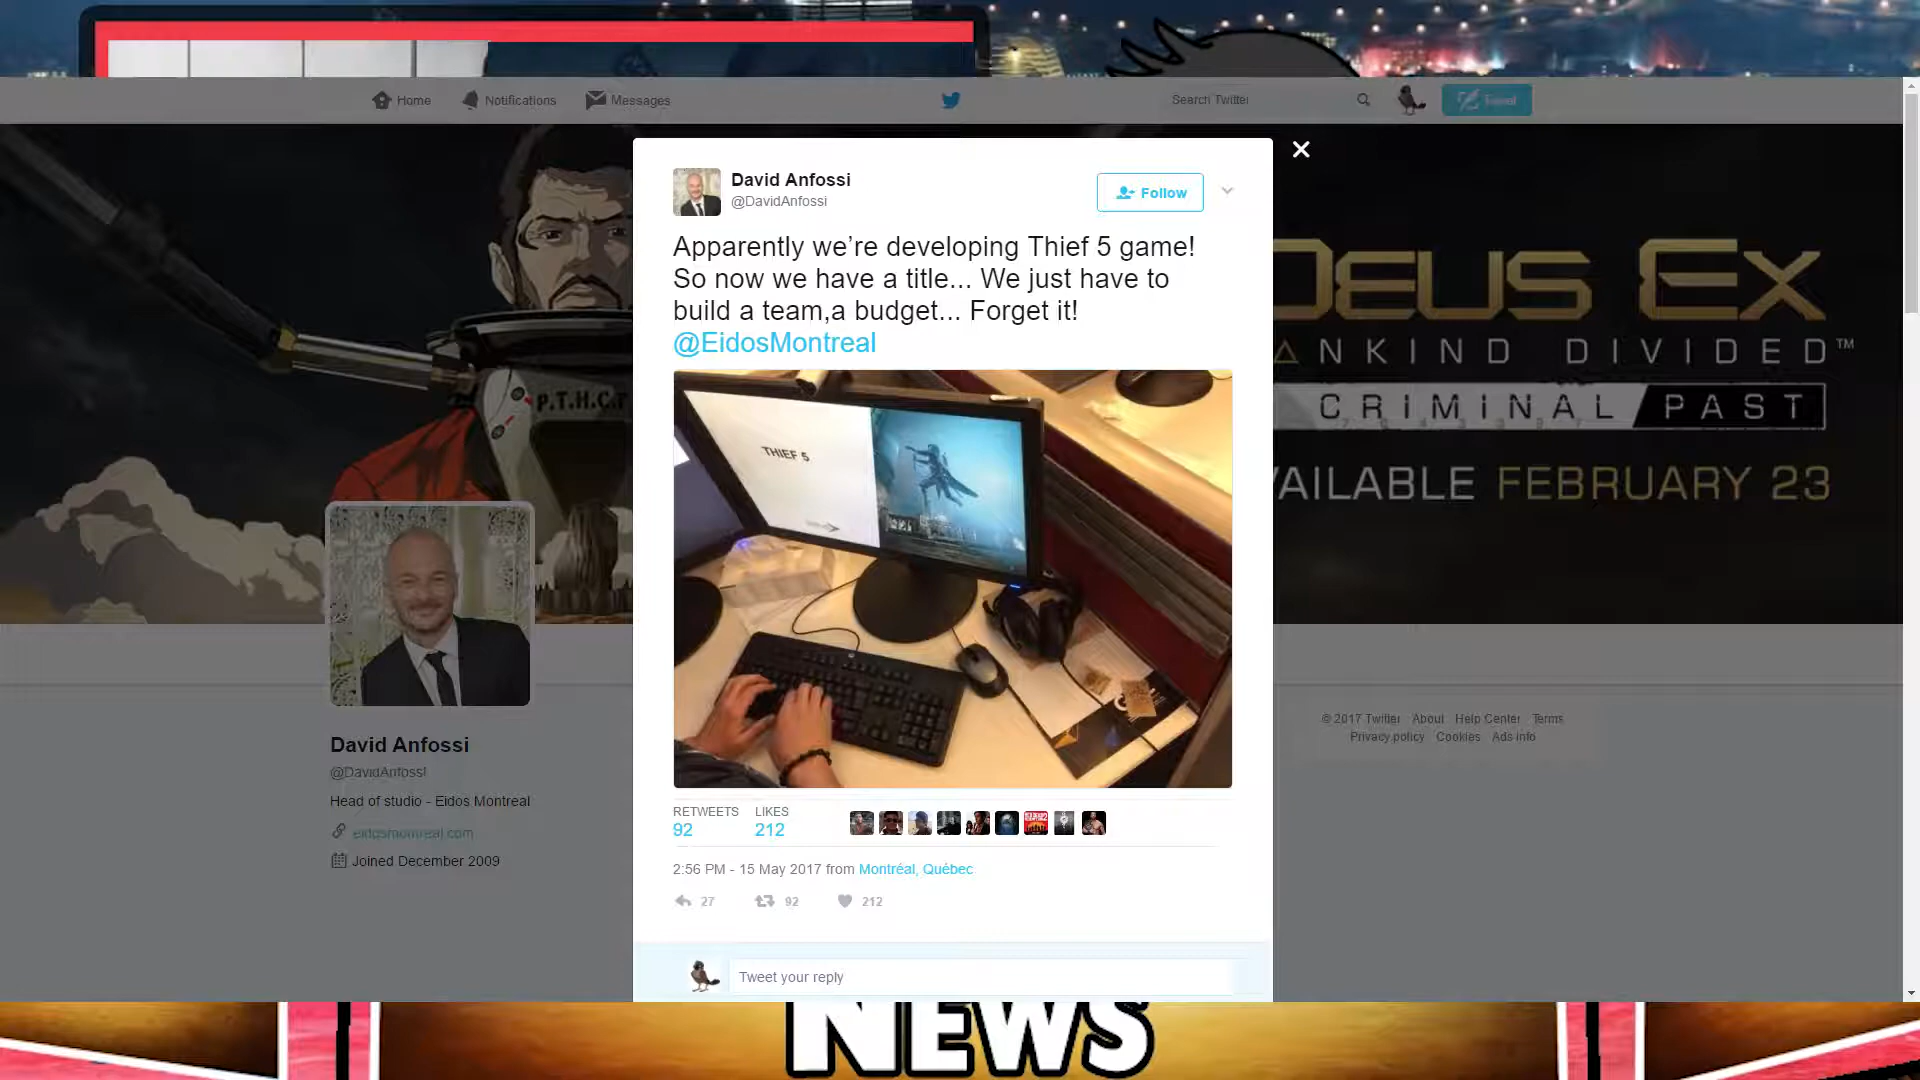 Home
Notifications
Messages
Search Twitter
Tweet
David Anfossi
@DavidAnfossi
Follow
Apparently we're developing Thief 5 game!
So now we have a title... We just have to
build a team,a budget... Forget it!
@EidosMontreal
THIEF 5
P.T.H.C.T
DEUS EX
MANKIND DIVIDED™
CRIMINAL PAST
AVAILABLE FEBRUARY 23
RETWEETS
92
LIKES
212
2:56 PM - 15 May 2017 from Montréal, Québec
27
92
212
Tweet your reply
David Anfossi
@DavidAnfossi
Head of studio - Eidos Montreal
eidosmontreal.com
Joined December 2009
© 2017 Twitter About Help Center Terms
Privacy policy Cookies Ads info
NEWS